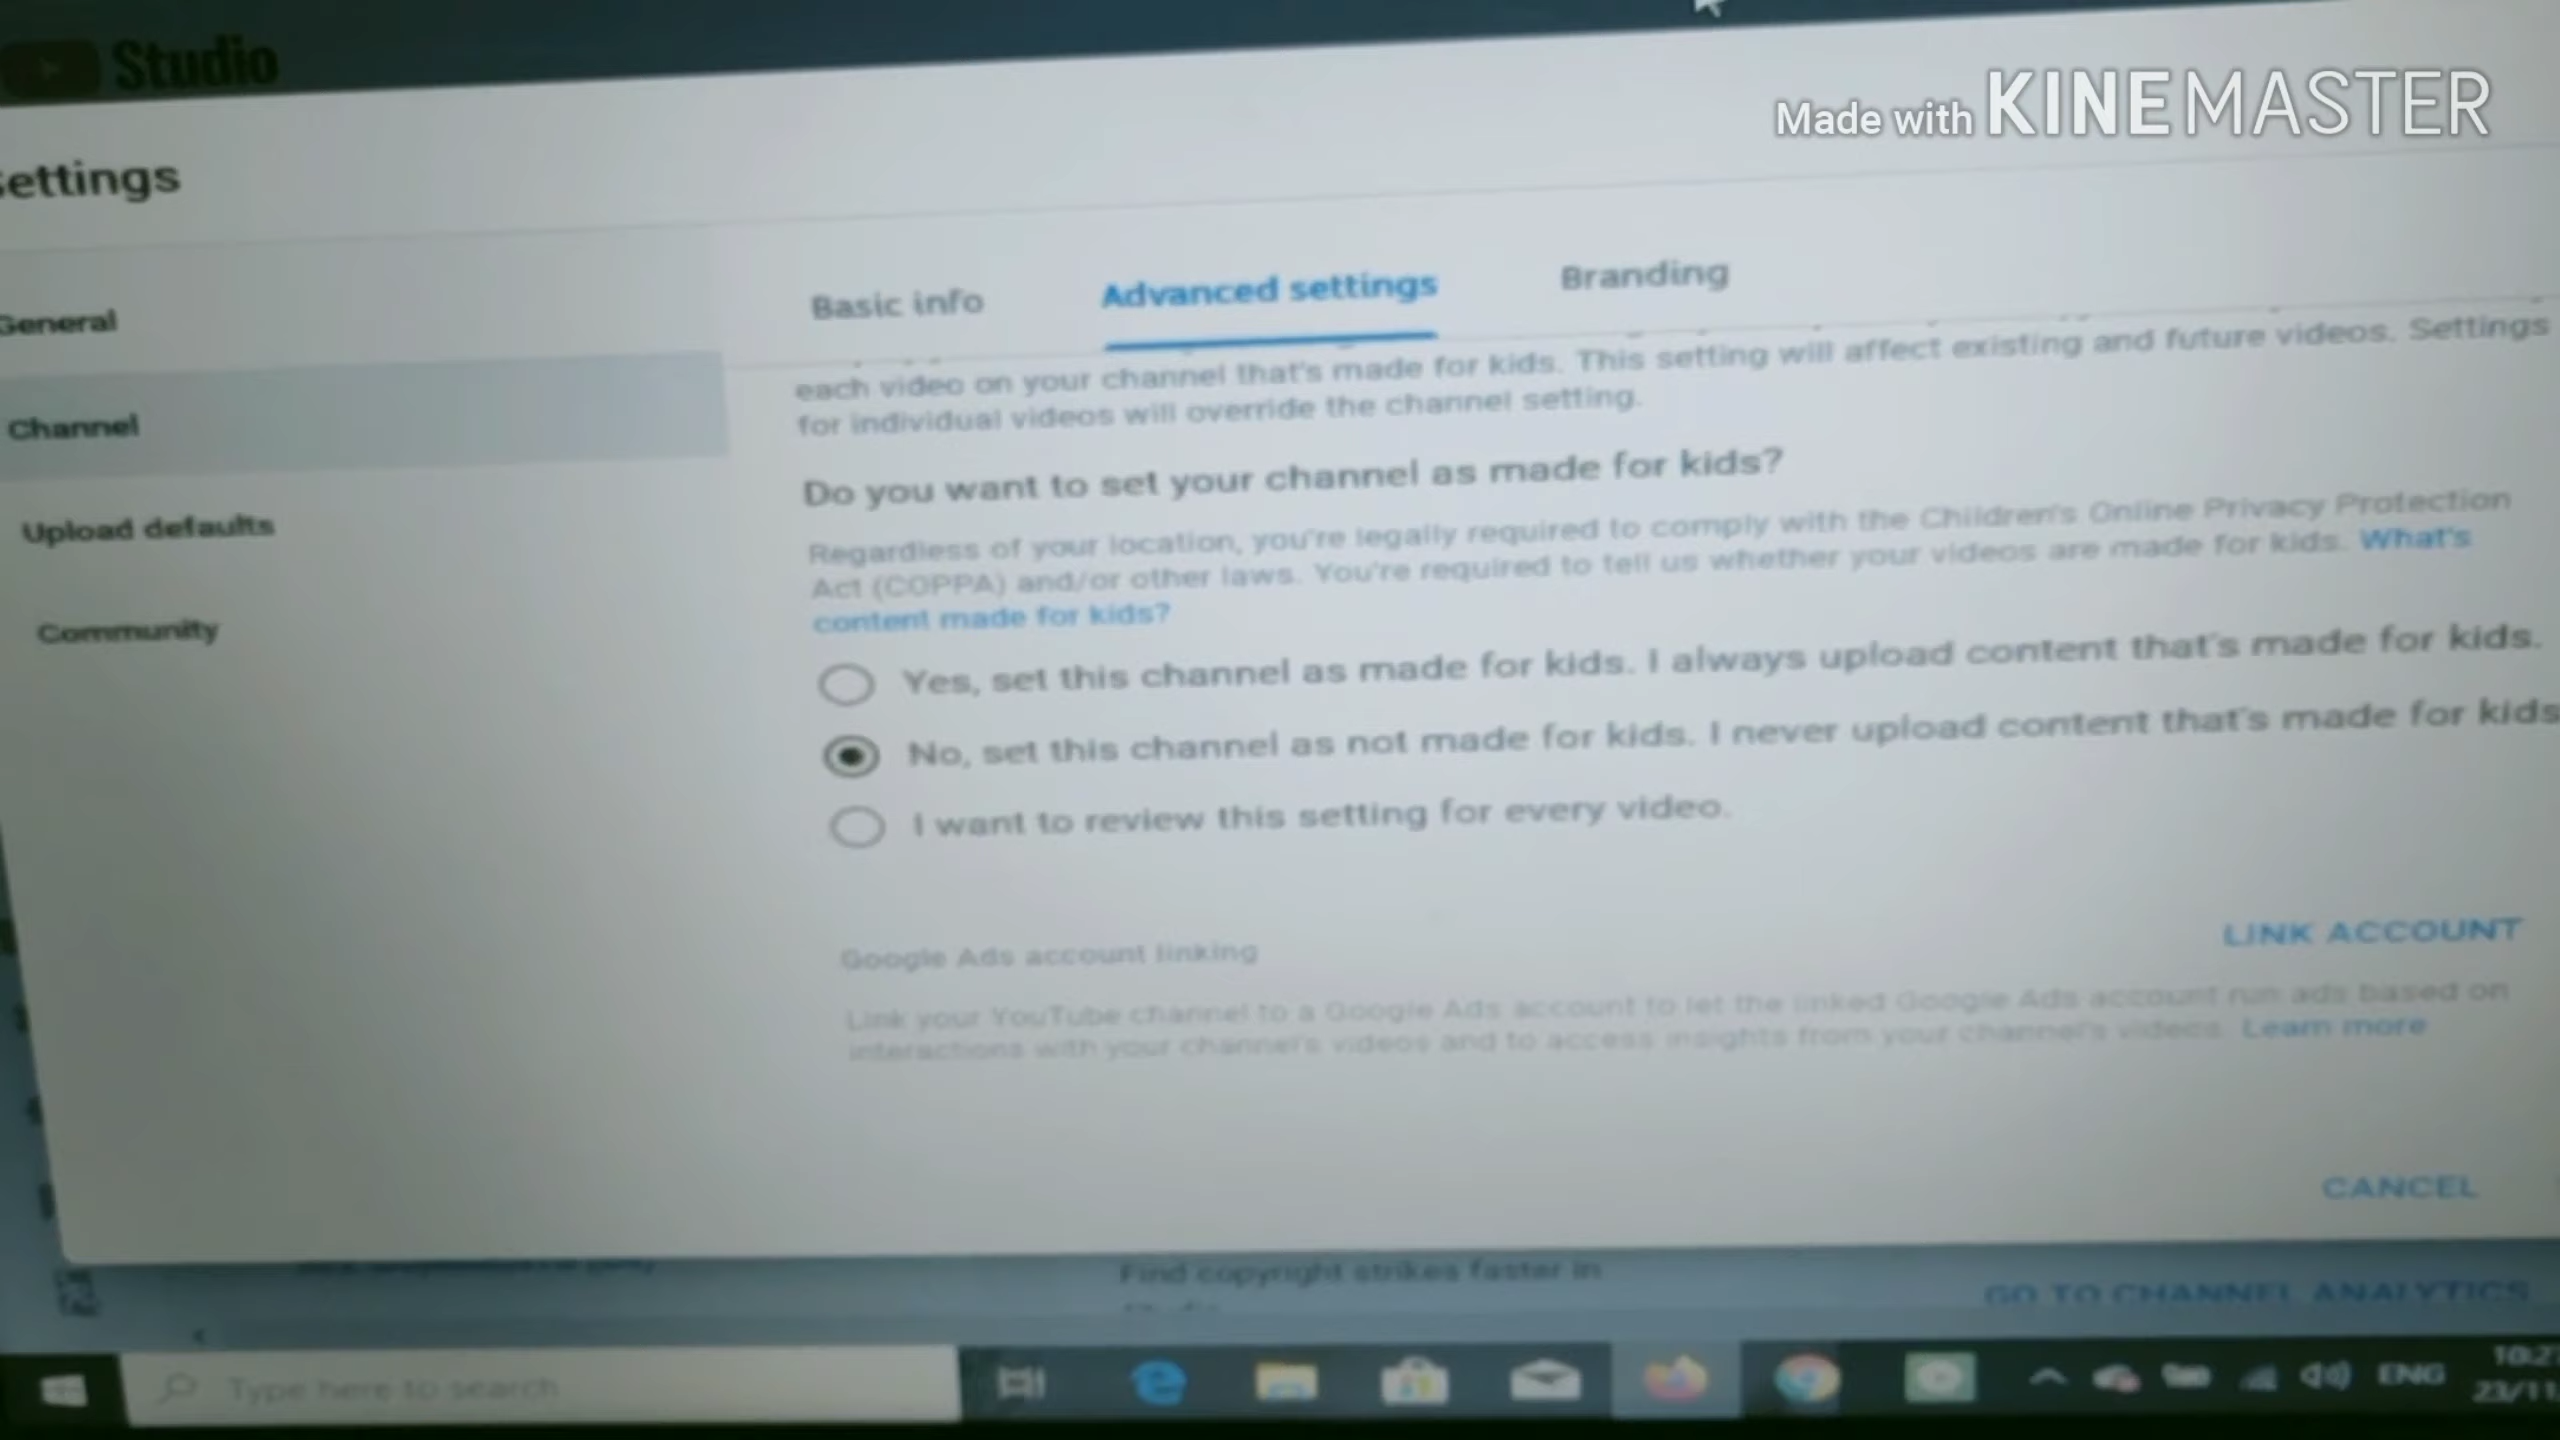 Studio
Made with KINEMASTER
settings
General
Channel
Upload defaults
Community
Basic info
Advanced settings
Branding
each video on your channel that's made for kids. This setting will affect existing and future videos. Settings
for individual videos will override the channel setting.
Do you want to set your channel as made for kids?
Regardless of your location, you're legally required to comply with the Children's Online Privacy Protection
Act (COPPA) and/or other laws. You're required to tell us whether your videos are made for kids. What's
content made for kids?
Yes, set this channel as made for kids. I always upload content that's made for kids.
No, set this channel as not made for kids. I never upload content that's made for kids
I want to review this setting for every video.
Google Ads account linking
LINK ACCOUNT
Link your YouTube channel to a Google Ads account to let the linked Google Ads account run ads based on
interactions with your channel's videos and to access insights from your channel's videos. Learn more
CANCEL
Find copyright strikes faster in
GO TO CHANNEL ANALYTICS
Type here to search
ENG
10:27
23/11